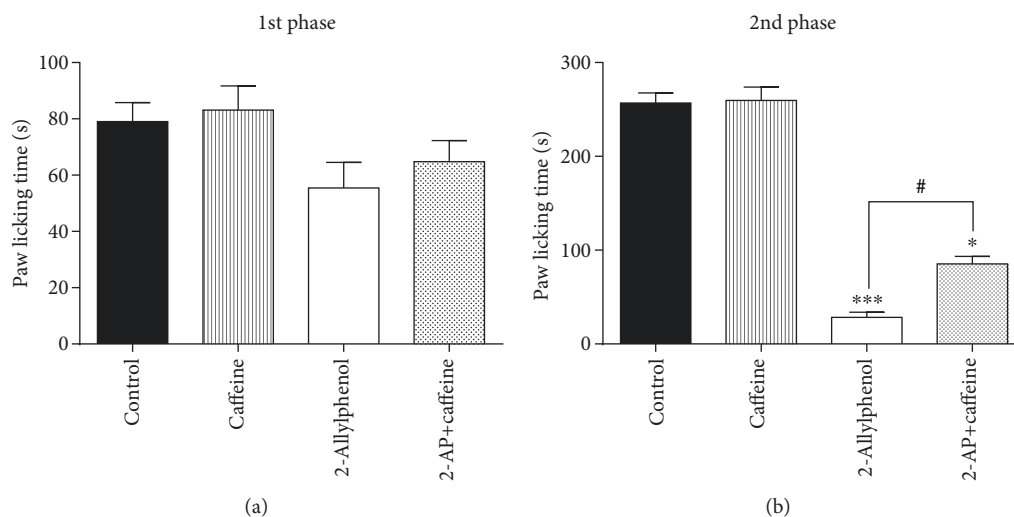 1st phase
Paw licking time (s)
100
80
60
40
20
0
Control
Caffeine
2-Allylphenol
2-AP+caffeine
(a)
2nd phase
Paw licking time (s)
300
200
100
0
#
***
*
Control
Caffeine
2-Allylphenol
2-AP+caffeine
(b)